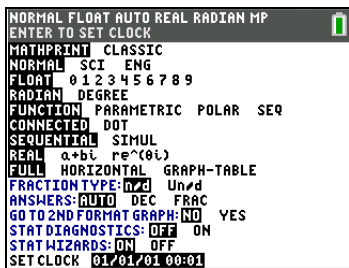 NORMAL FLOAT AUTO REAL RADIAN MP
ENTER TO SET CLOCK
MATHPRINT CLASSIC
NORMAL SCI ENG
FLOAT 0 1 2 3 4 5 6 7 8 9
RADIAN DEGREE
FUNCTION PARAMETRIC POLAR SEQ
CONNECTED DOT
SEQUENTIAL SIMUL
REAL a+bi re^(θi)
FULL HORIZONTAL GRAPH-TABLE
FRACTION TYPE: n/d Un/d
ANSWERS: AUTO DEC FRAC
GO TO 2ND FORMAT GRAPH: NO YES
STAT DIAGNOSTICS: OFF ON
STAT WIZARDS: ON OFF
SET CLOCK 01/01/01 00:01